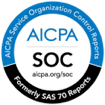 AICPA Service Organization Control Reports
AICPA
SOC
aicpa.org/soc
Formerly SAS 70 Reports